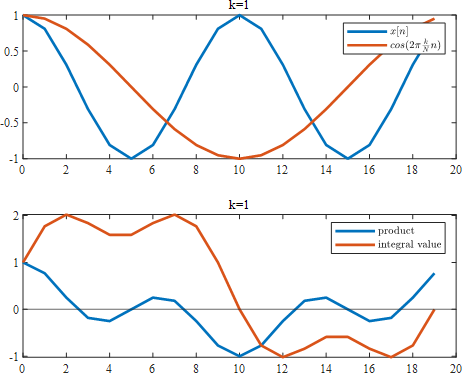 k=1
1
0.5
0
-0.5
-1
0 2 4 6 8 10 12 14 16 18 20
x[n]
cos(2π k/N n)
k=1
2
1
0
-1
0 2 4 6 8 10 12 14 16 18 20
product
integral value